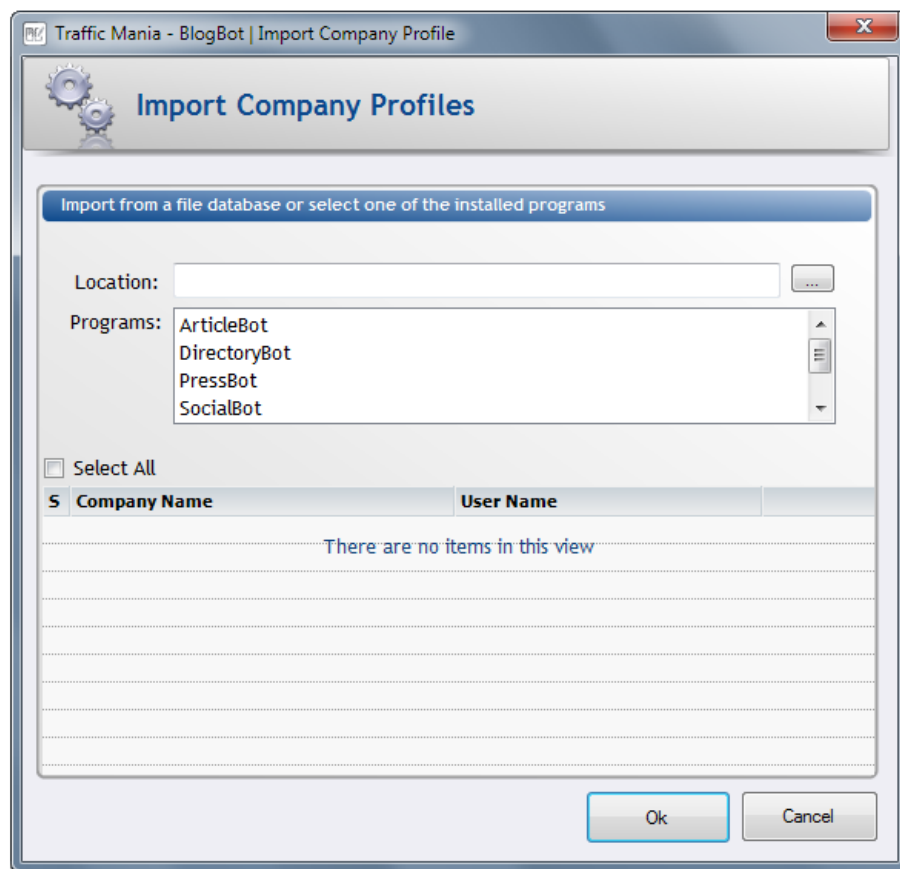 Traffic Mania - BlogBot | Import Company Profile
Import Company Profiles
Import from a file database or select one of the installed programs
Location:
...
Programs:
ArticleBot
DirectoryBot
PressBot
SocialBot
Select All
S Company Name User Name
There are no items in this view
Ok Cancel